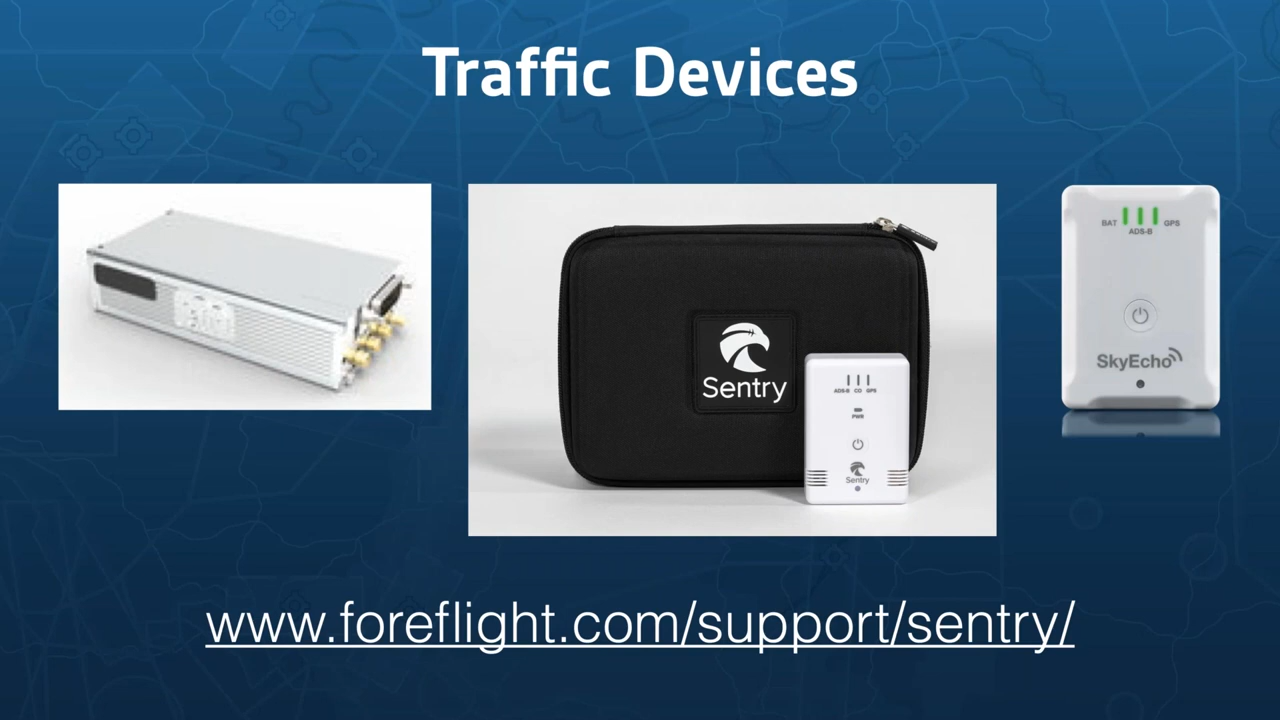 Traffic Devices
BAT
GPS
ADS-B
SkyEcho
Sentry
ADS-B CO GPS
PWR
Sentry
www.foreflight.com/support/sentry/